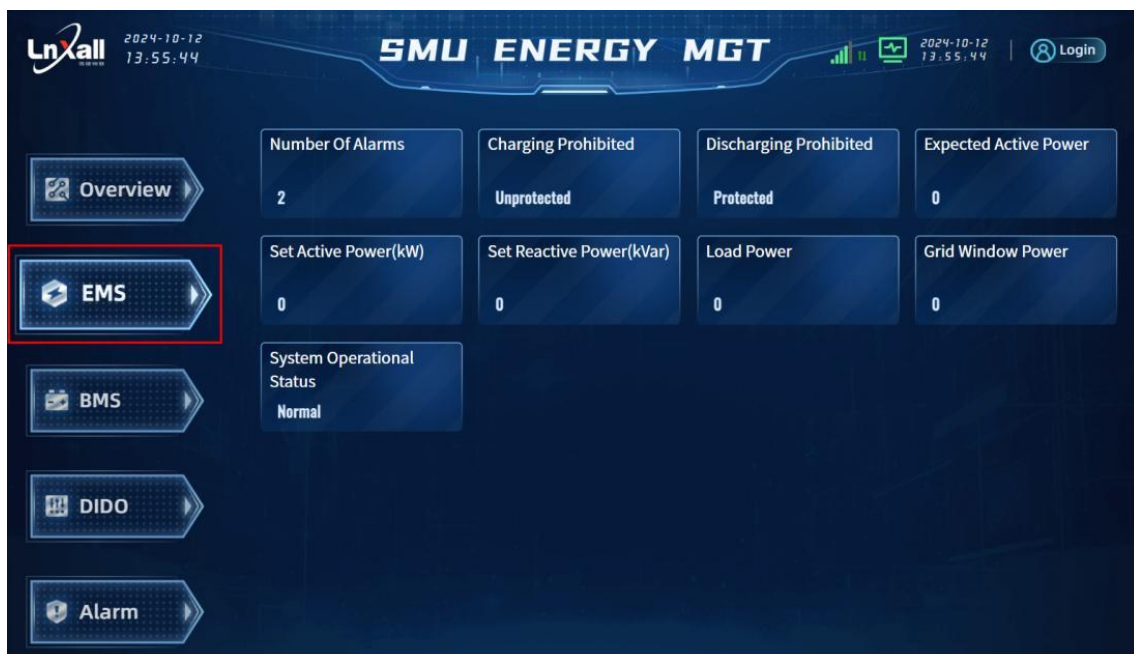 Lnxall
2024-10-12
13:55:44
SMU ENERGY MGT
2024-10-12
13:55:44
Login
Overview
EMS
BMS
DIDO
Alarm
Number Of Alarms
2
Charging Prohibited
Unprotected
Discharging Prohibited
Protected
Expected Active Power
0
Set Active Power(kW)
0
Set Reactive Power(kVar)
0
Load Power
0
Grid Window Power
0
System Operational
Status
Normal